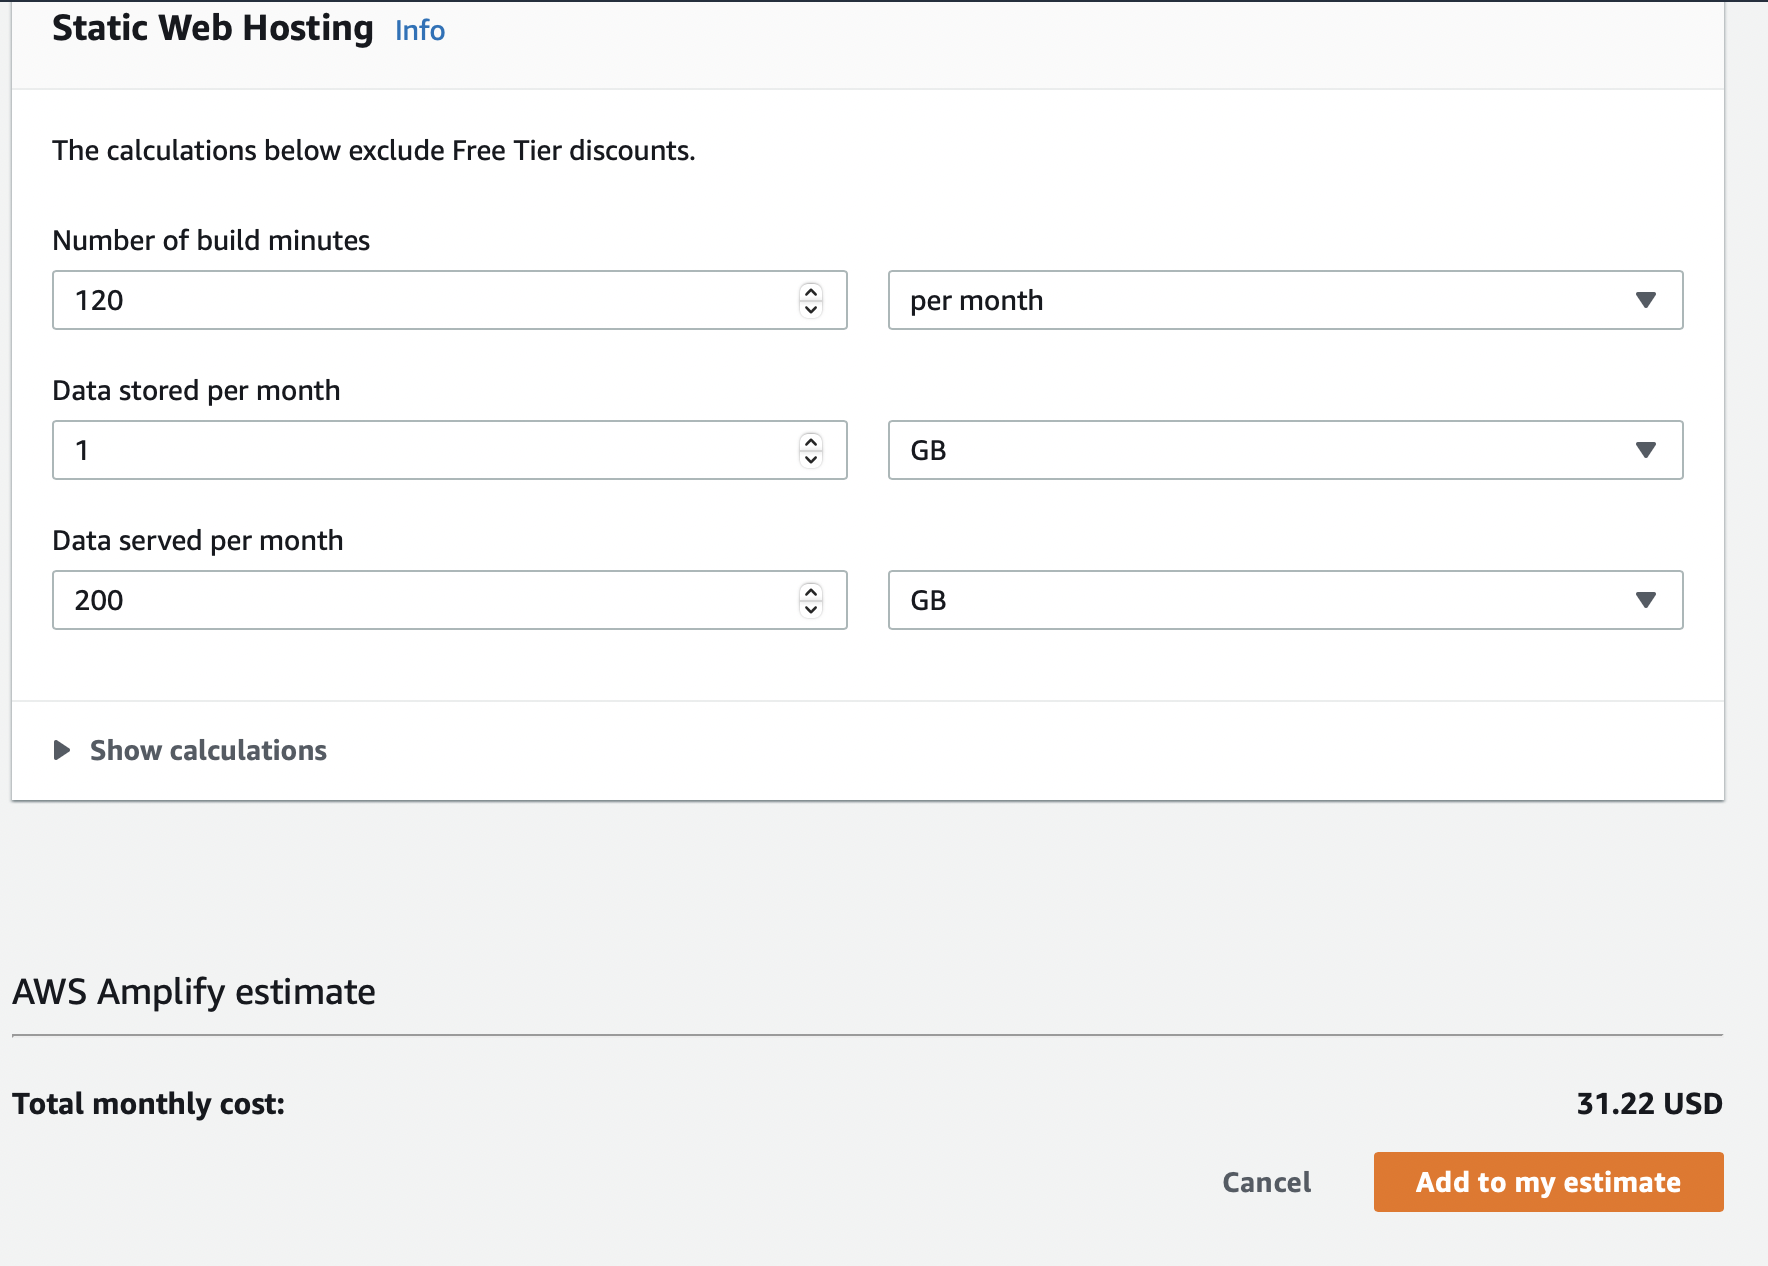 Static Web Hosting Info
The calculations below exclude Free Tier discounts.
Number of build minutes
120 per month
Data stored per month
1 GB
Data served per month
200 GB
Show calculations
AWS Amplify estimate
Total monthly cost: 31.22 USD
Cancel Add to my estimate